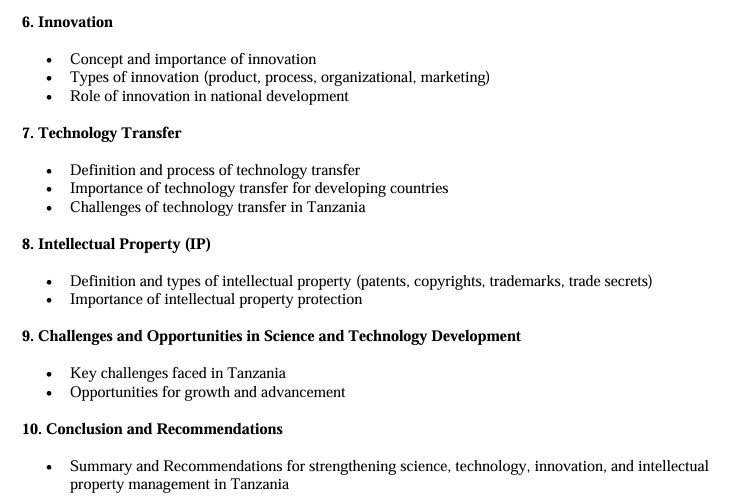 6. Innovation
• Concept and importance of innovation
• Types of innovation (product, process, organizational, marketing)
• Role of innovation in national development
7. Technology Transfer
• Definition and process of technology transfer
• Importance of technology transfer for developing countries
• Challenges of technology transfer in Tanzania
8. Intellectual Property (IP)
• Definition and types of intellectual property (patents, copyrights, trademarks, trade secrets)
• Importance of intellectual property protection
9. Challenges and Opportunities in Science and Technology Development
• Key challenges faced in Tanzania
• Opportunities for growth and advancement
10. Conclusion and Recommendations
• Summary and Recommendations for strengthening science, technology, innovation, and intellectual
property management in Tanzania